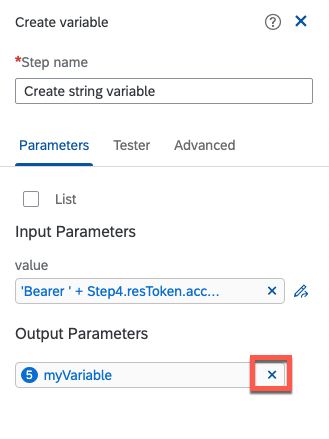 Create variable
*Step name
Create string variable
Parameters Tester Advanced
List
Input Parameters
value
'Bearer ' + Step4.resToken.acc...
Output Parameters
5 myVariable